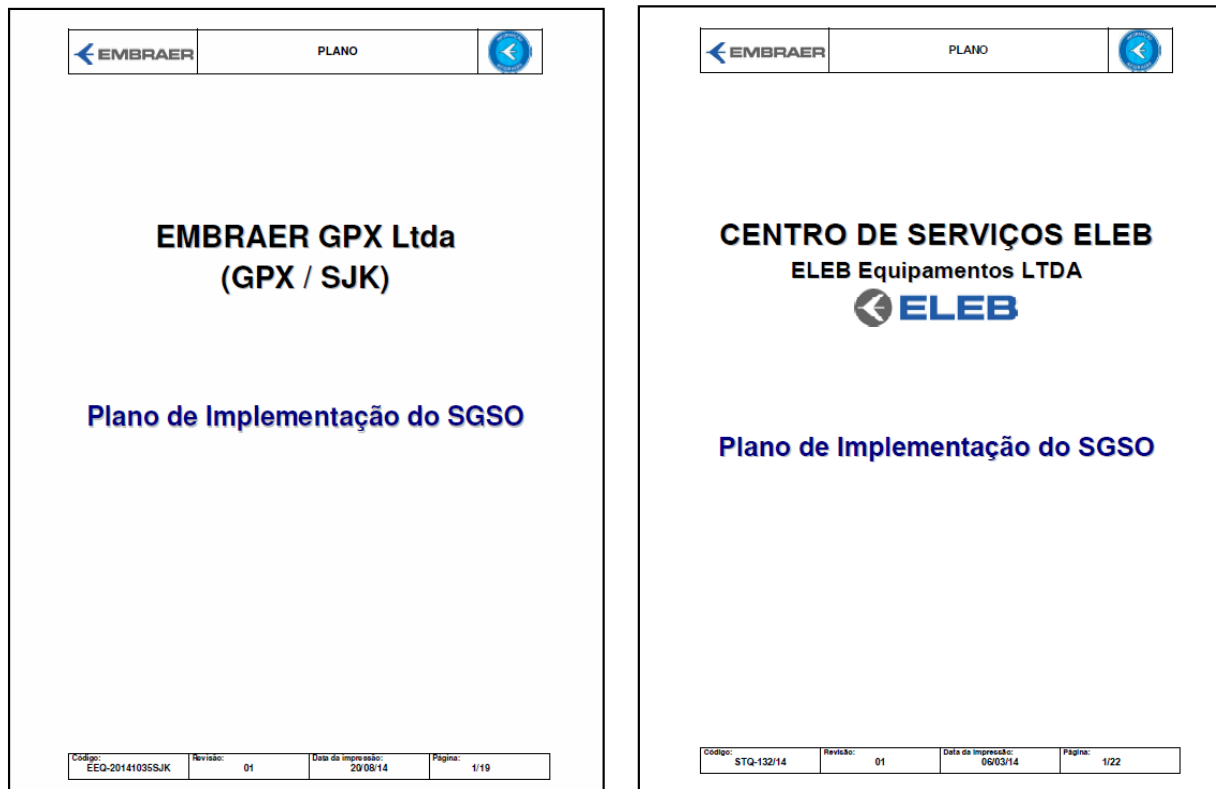 EMBRAER
PLANO
EMBRAER GPX Ltda
(GPX / SJK)
Plano de Implementação do SGSO
Código:
EEQ-20141035SJK
Revisão:
01
Data da impressão:
20/08/14
Página:
1/19
EMBRAER
PLANO
CENTRO DE SERVIÇOS ELEB
ELEB Equipamentos LTDA
ELEB
Plano de Implementação do SGSO
Código:
STQ-132/14
Revisão:
01
Data da impressão:
06/03/14
Página:
1/22